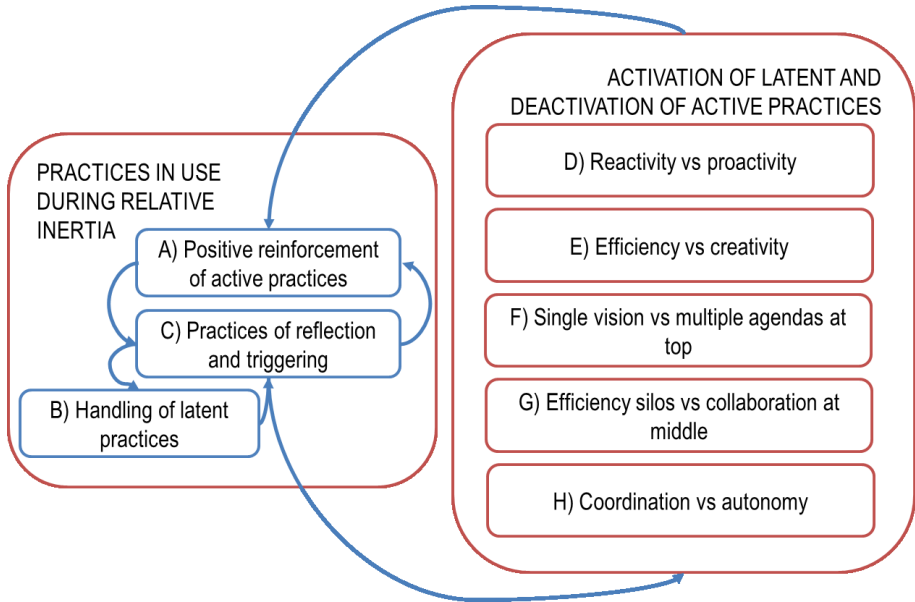 PRACTICES IN USE
DURING RELATIVE
INERTIA
A) Positive reinforcement
of active practices
C) Practices of reflection
and triggering
B) Handling of latent
practices
ACTIVATION OF LATENT AND
DEACTIVATION OF ACTIVE PRACTICES
D) Reactivity vs proactivity
E) Efficiency vs creativity
F) Single vision vs multiple agendas at
top
G) Efficiency silos vs collaboration at
middle
H) Coordination vs autonomy